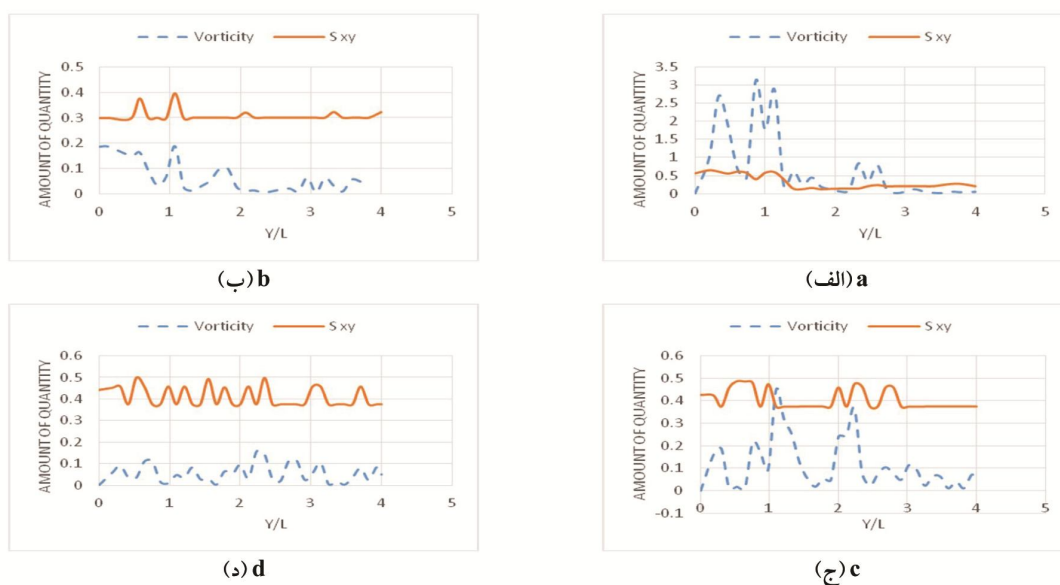 Vorticity S xy
AMOUNT OF QUANTITY
0.5
0.4
0.3
0.2
0.1
0
0 1 2 3 4 5
Y/L
b (ب)
Vorticity S xy
AMOUNT OF QUANTITY
3.5
3
2.5
2
1.5
1
0.5
0
0 1 2 3 4 5
Y/L
a (الف)
Vorticity S xy
AMOUNT OF QUANTITY
0.6
0.5
0.4
0.3
0.2
0.1
0
0 1 2 3 4 5
Y/L
d (د)
Vorticity S xy
AMOUNT OF QUANTITY
0.6
0.5
0.4
0.3
0.2
0.1
0
-0.1
0 1 2 3 4 5
Y/L
c (ج)